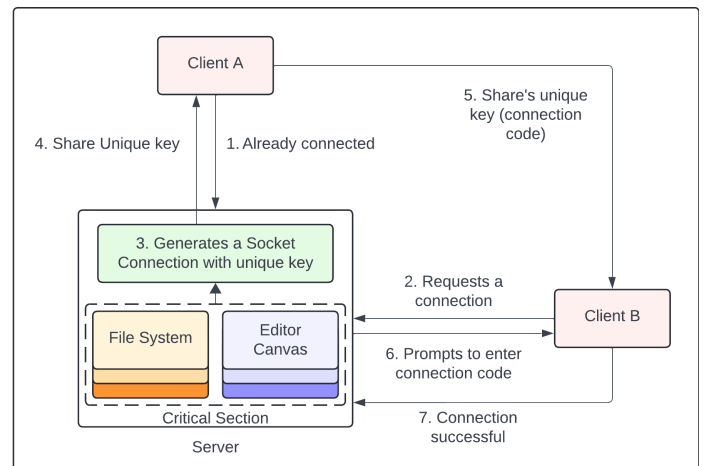 Client A
5. Share's unique
key (connection
code)
4. Share Unique key
1. Already connected
3. Generates a Socket
Connection with unique key
2. Requests a
connection
File System
Editor
Canvas
Client B
6. Prompts to enter
connection code
Critical Section
7. Connection
successful
Server